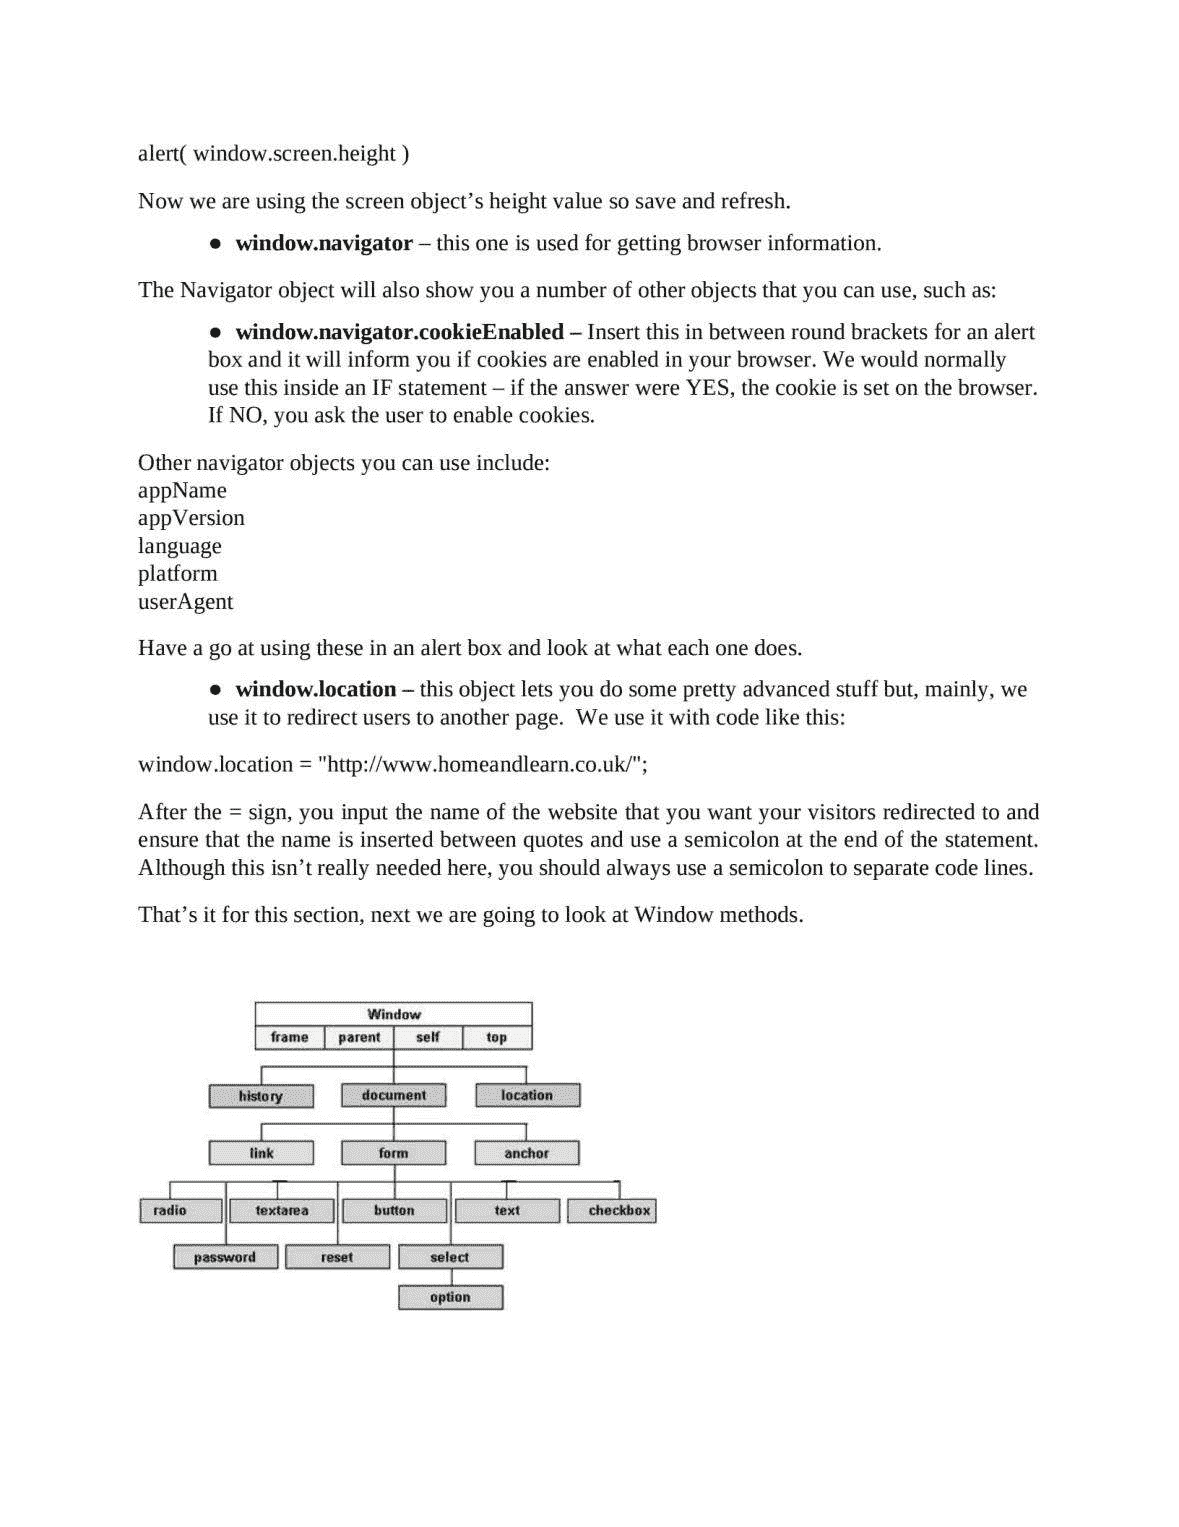 alert( window.screen.height )
Now we are using the screen object’s height value so save and refresh.
● window.navigator – this one is used for getting browser information.
The Navigator object will also show you a number of other objects that you can use, such as:
● window.navigator.cookieEnabled – Insert this in between round brackets for an alert
box and it will inform you if cookies are enabled in your browser. We would normally
use this inside an IF statement – if the answer were YES, the cookie is set on the browser.
If NO, you ask the user to enable cookies.
Other navigator objects you can use include:
appName
appVersion
language
platform
userAgent
Have a go at using these in an alert box and look at what each one does.
● window.location – this object lets you do some pretty advanced stuff but, mainly, we
use it to redirect users to another page.  We use it with code like this:
window.location = "http://www.homeandlearn.co.uk/";
After the = sign, you input the name of the website that you want your visitors redirected to and
ensure that the name is inserted between quotes and use a semicolon at the end of the statement.
Although this isn’t really needed here, you should always use a semicolon to separate code lines.
That’s it for this section, next we are going to look at Window methods.
Window
frame parent self top
history document location
link form anchor
radio textarea button text checkbox
password reset select
option